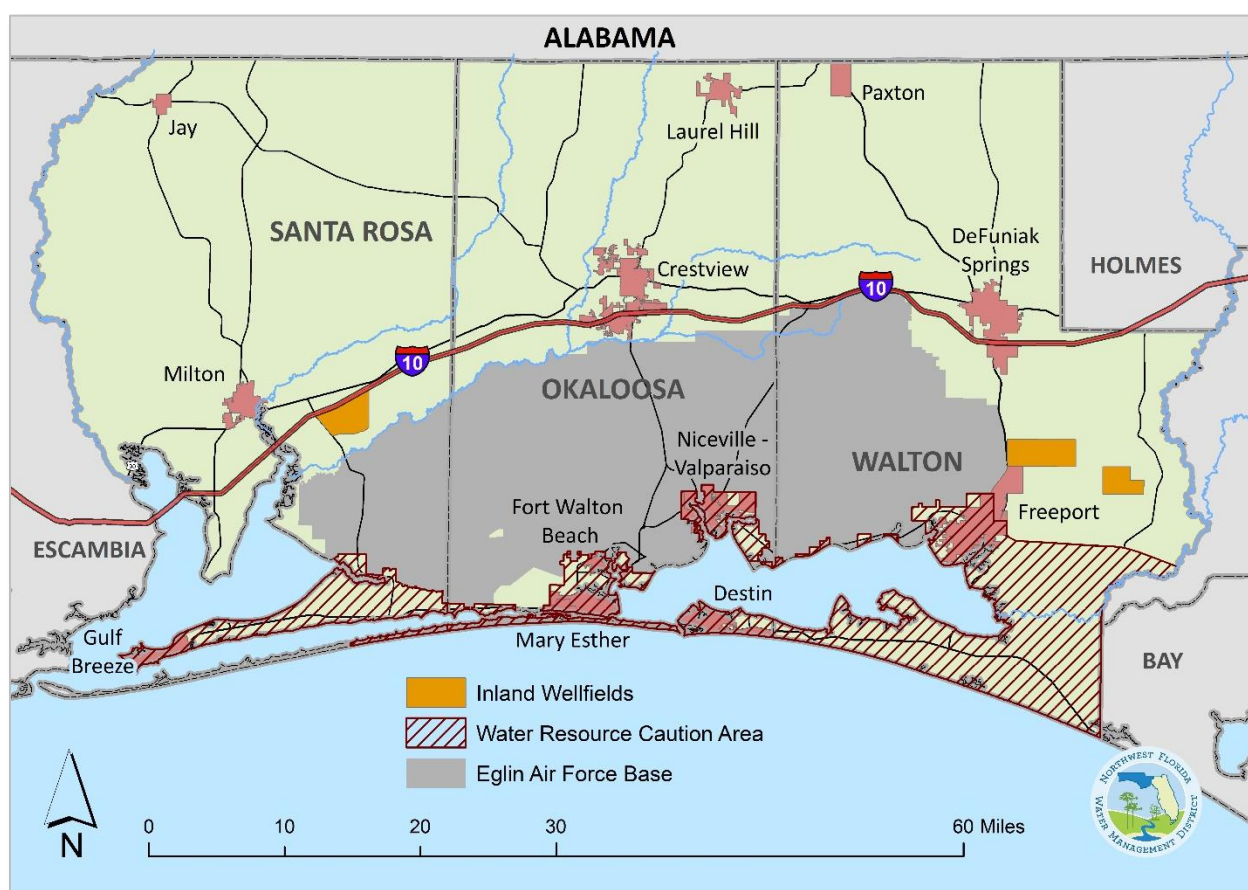 ALABAMA
Jay
Laurel Hill
Paxton
SANTA ROSA
DeFuniak
Springs
Crestview
HOLMES
10
10
Milton
OKALOOSA
Niceville -
Valparaiso
WALTON
Fort Walton
Beach
Freeport
ESCAMBIA
Destin
Gulf
Breeze
Mary Esther
BAY
Inland Wellfields
Water Resource Caution Area
Eglin Air Force Base
N
0
10
20
30
60 Miles
NORTHWEST FLORIDA
WATER MANAGEMENT DISTRICT